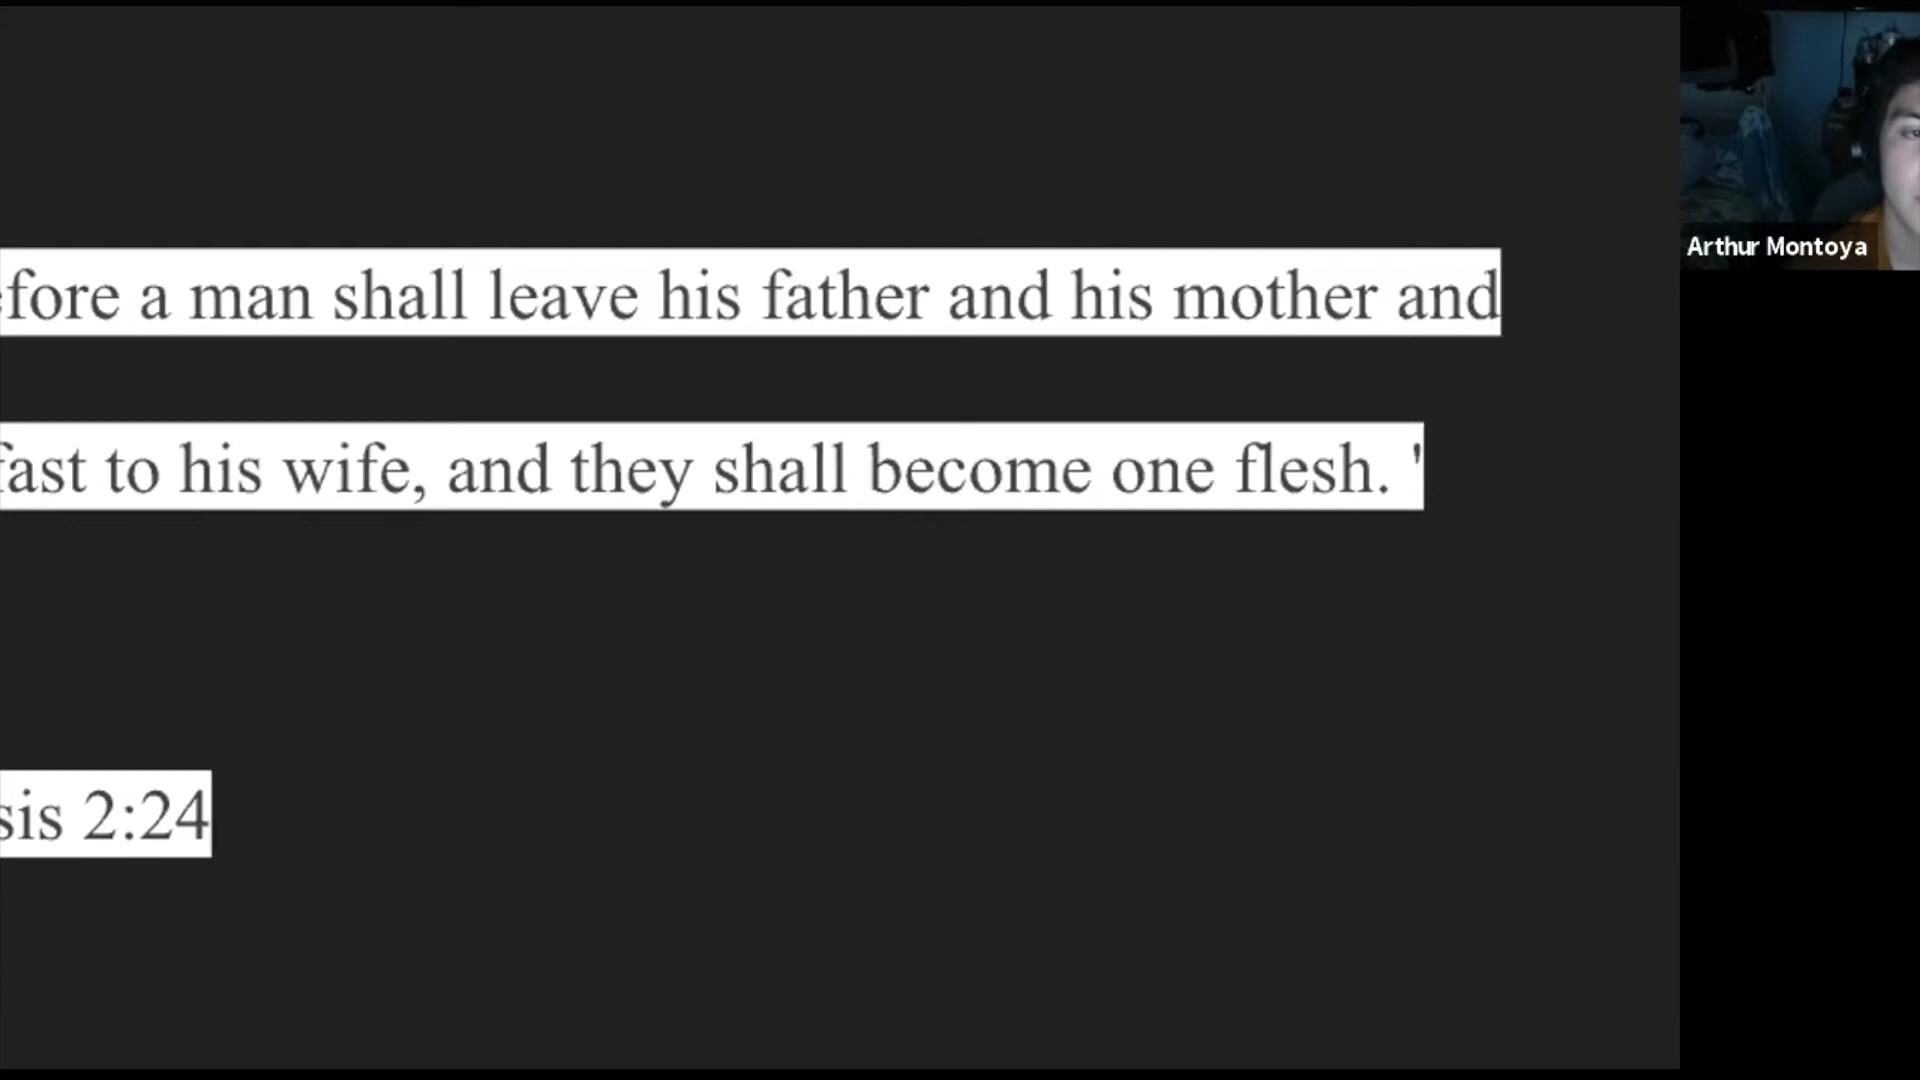 efore a man shall leave his father and his mother and
fast to his wife, and they shall become one flesh. '
sis 2:24
Arthur Montoya